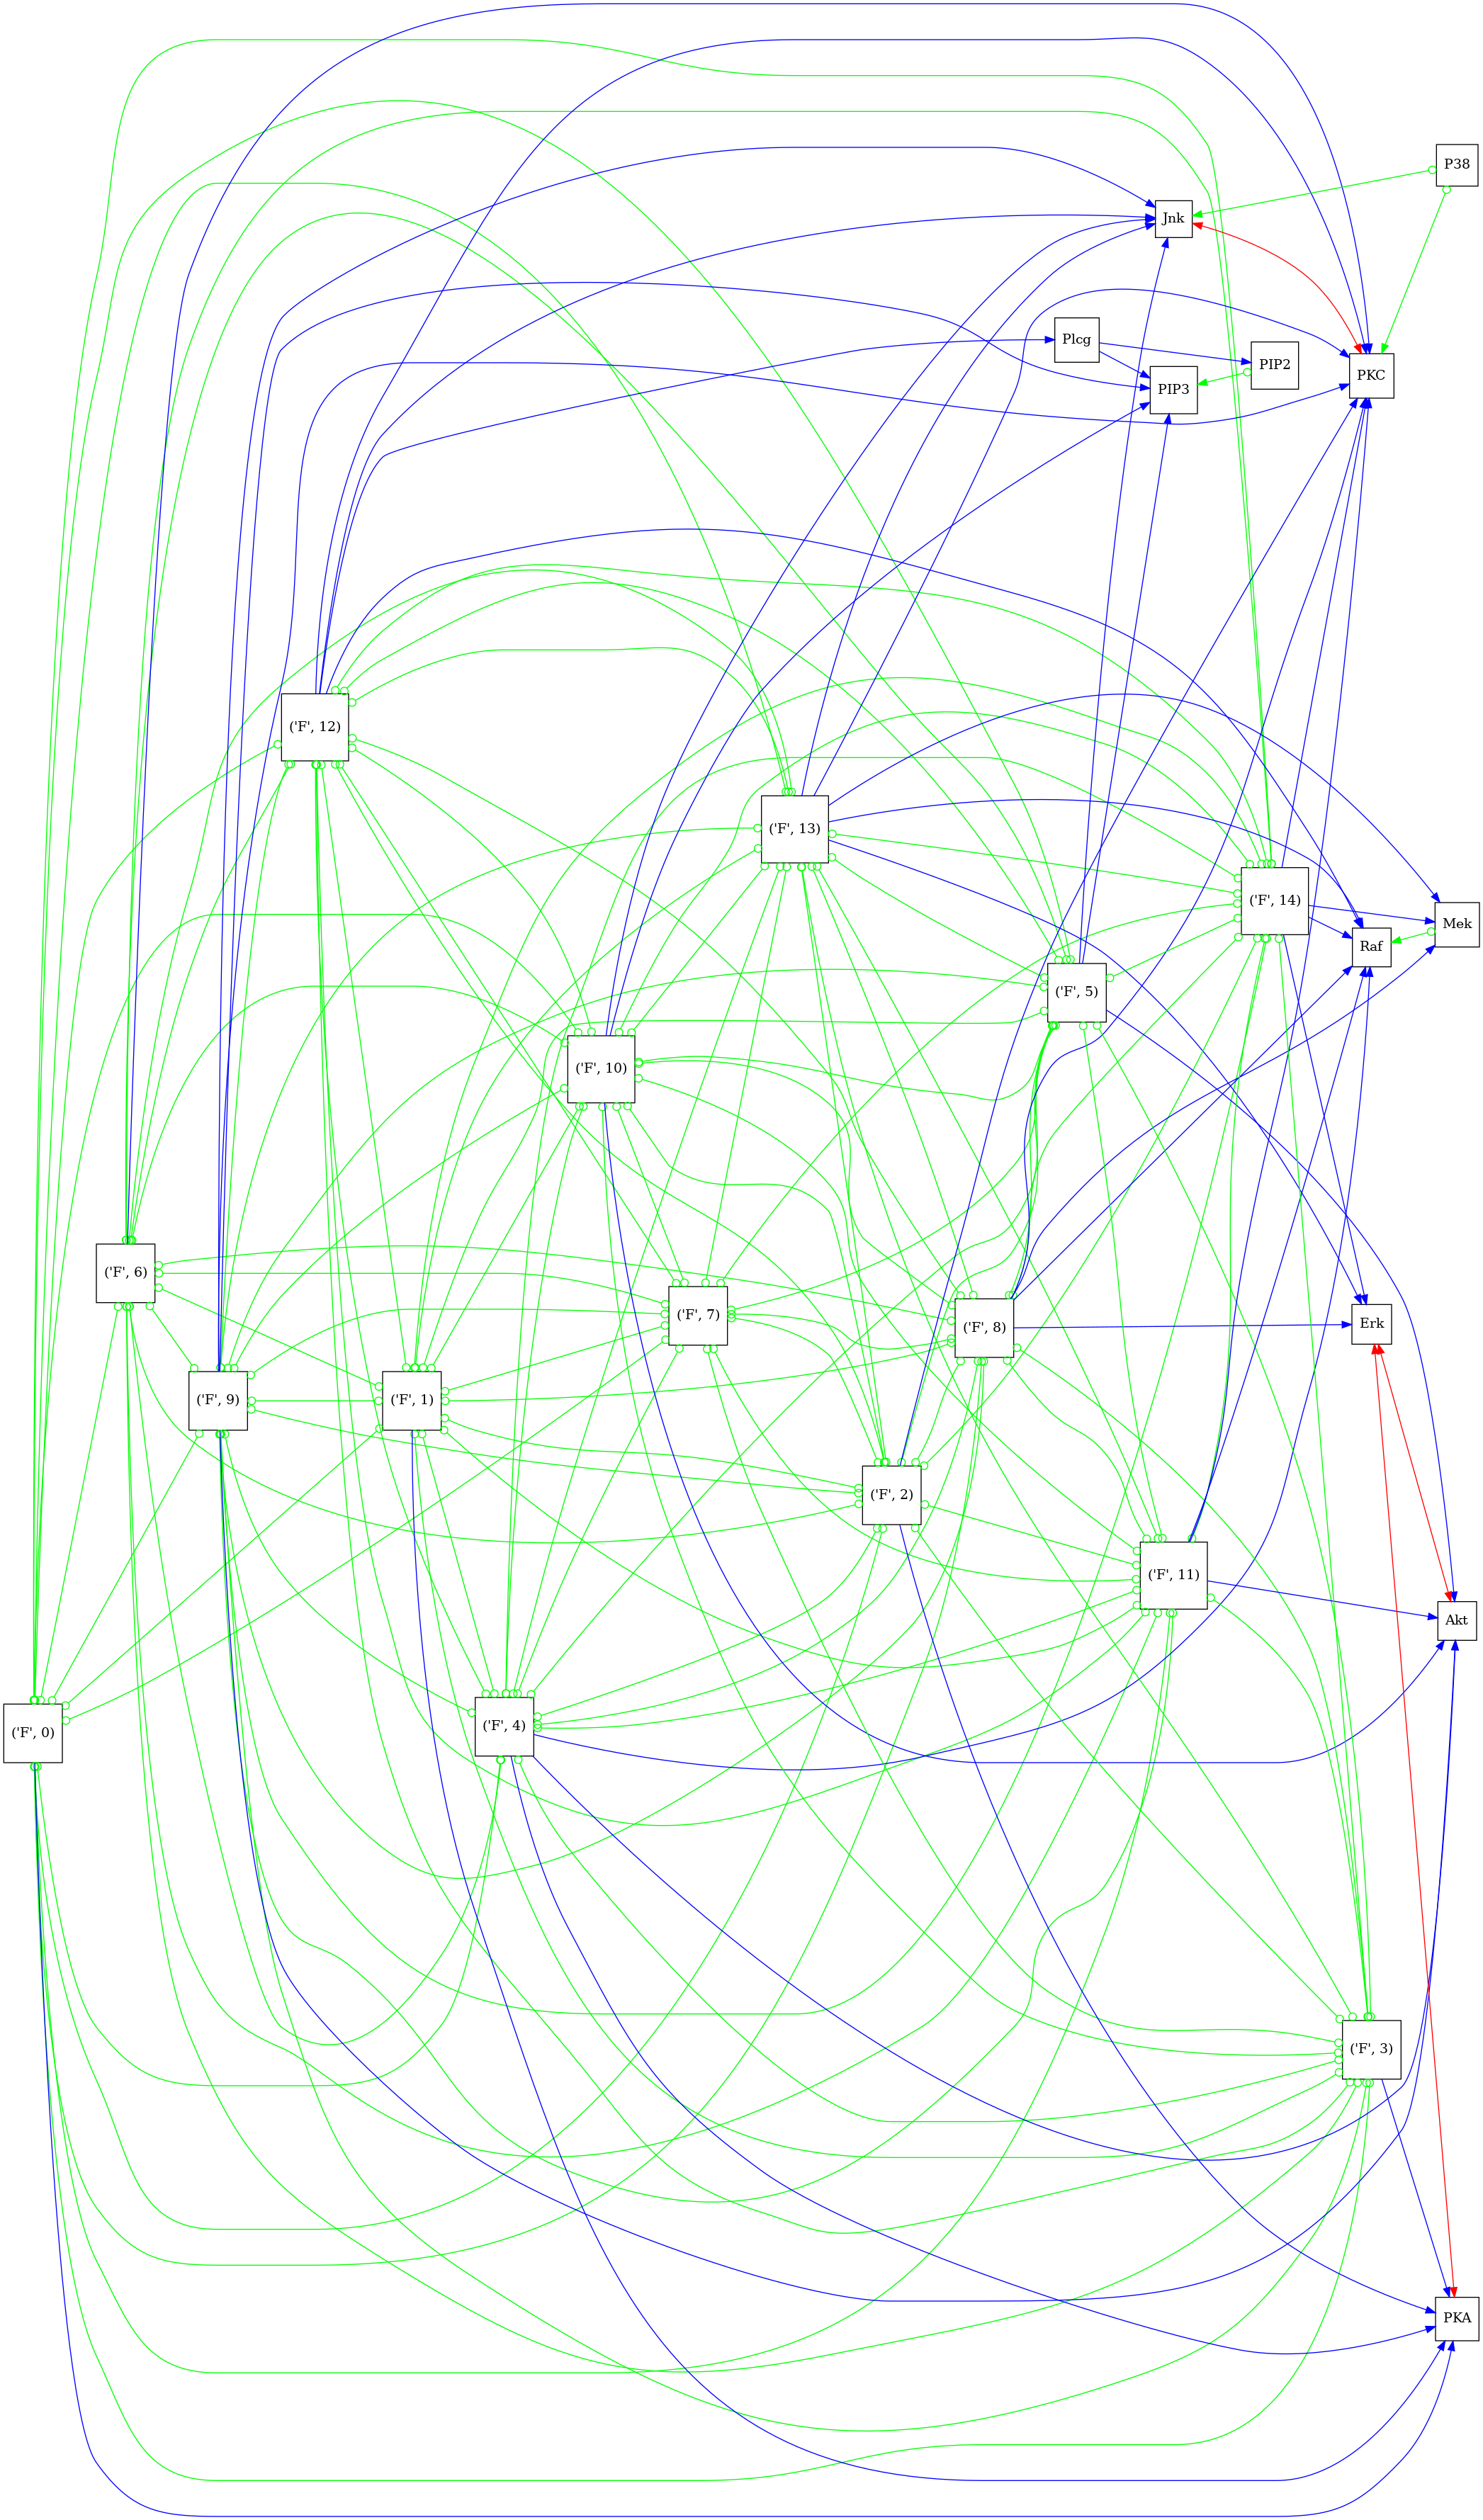 P38
Jnk
Plcg
PIP2
PKC
PIP3
('F', 12)
('F', 13)
('F', 14)
Mek
Raf
('F', 5)
('F', 10)
('F', 6)
('F', 7)
('F', 8)
Erk
('F', 9)
('F', 1)
('F', 2)
('F', 11)
Akt
('F', 0)
('F', 4)
('F', 3)
PKA